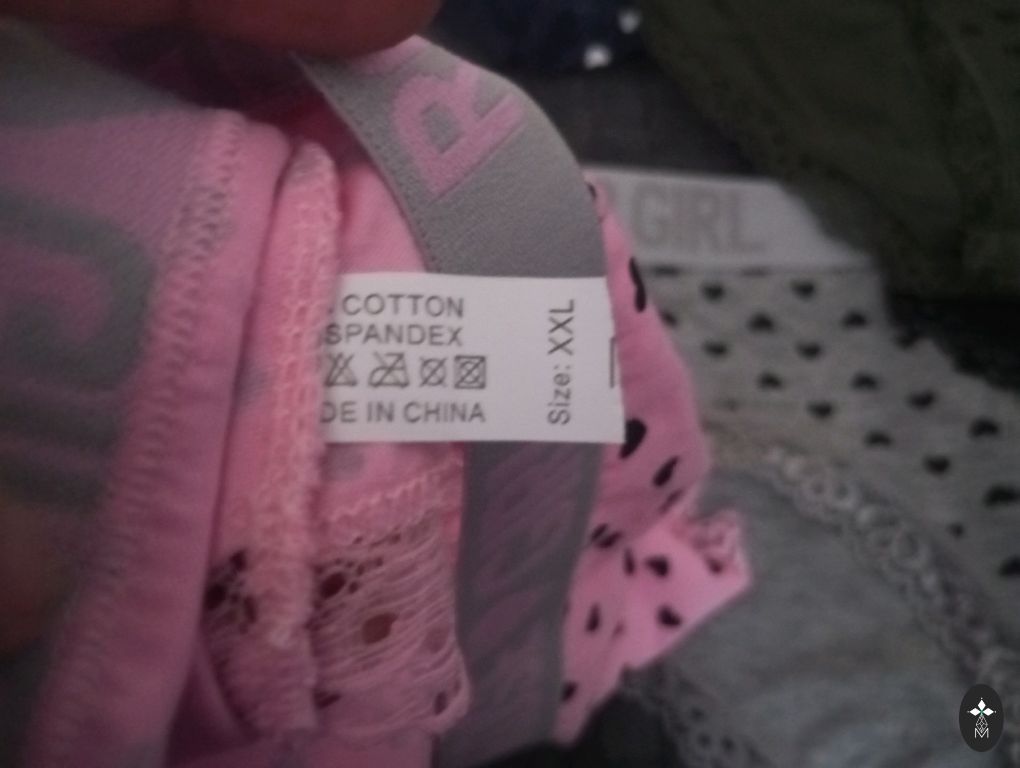 R
GIRL
COTTON
SPANDEX
DE IN CHINA
Size: XXL
M